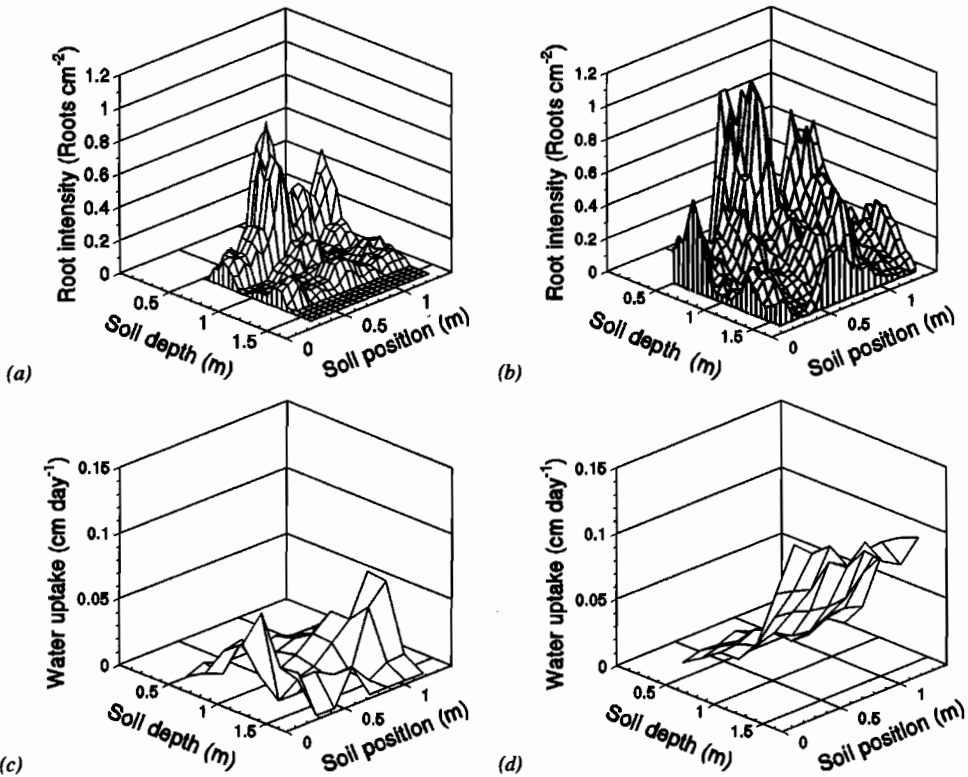 Root intensity (Roots cm-2)
1.2
1
0.8
0.6
0.4
0.2
0
0.5
1
1.5
Soil depth (m)
0
0.5
1
Soil position (m)
(a)
Root intensity (Roots cm-2)
1.2
1
0.8
0.6
0.4
0.2
0
0.5
1
1.5
Soil depth (m)
0
0.5
1
Soil position (m)
(b)
Water uptake (cm day-1)
0.15
0.1
0.05
0
0.5
1
1.5
Soil depth (m)
0
0.5
1
Soil position (m)
(c)
Water uptake (cm day-1)
0.15
0.1
0.05
0
0.5
1
1.5
Soil depth (m)
0
0.5
1
Soil position (m)
(d)